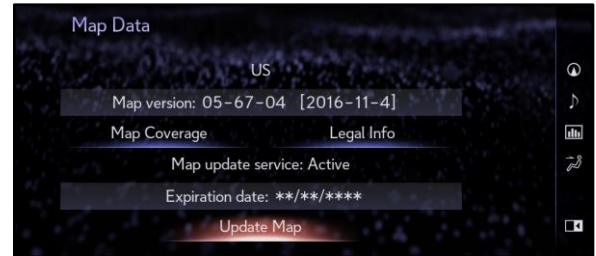 Map Data
US
Map version: 05-67-04 [2016-11-4]
Map Coverage Legal Info
Map update service: Active
Expiration date: **/**/****
Update Map